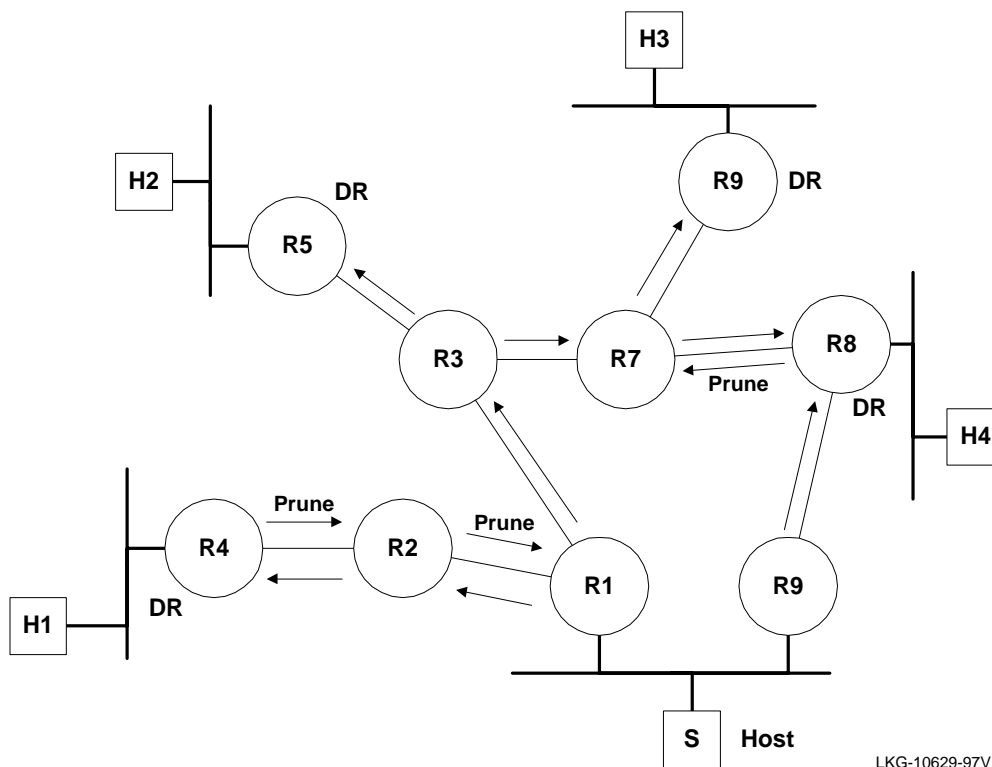 H3
H2
DR
R9
DR
R5
R3
R7
R8
Prune
DR
H4
Prune
Prune
R4
R2
R1
R9
DR
H1
S
Host
LKG-10629-97V